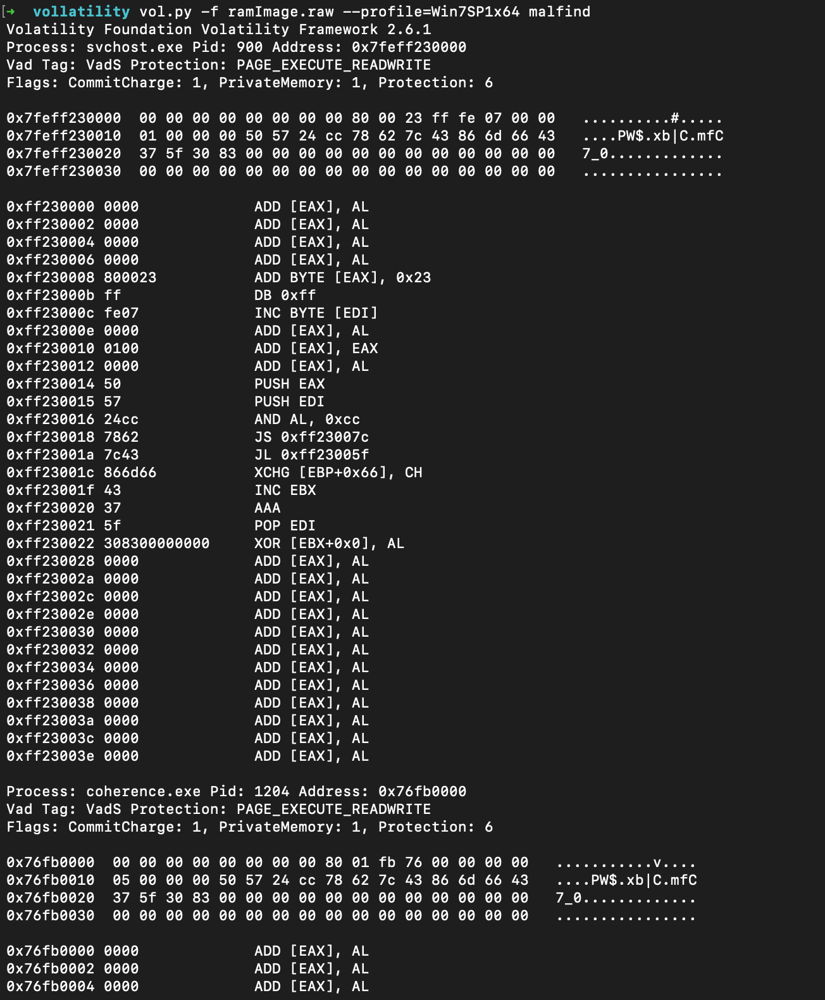 [➜  vollatility vol.py -f ramImage.raw --profile=Win7SP1x64 malfind
Volatility Foundation Volatility Framework 2.6.1
Process: svchost.exe Pid: 900 Address: 0x7feff230000
Vad Tag: VadS Protection: PAGE_EXECUTE_READWRITE
Flags: CommitCharge: 1, PrivateMemory: 1, Protection: 6

0x7feff230000  00 00 00 00 00 00 00 00 80 00 23 ff fe 07 00 00   ..........#.....
0x7feff230010  01 00 00 00 50 57 24 cc 78 62 7c 43 86 6d 66 43   ....PW$.xb|C.mfC
0x7feff230020  37 5f 30 83 00 00 00 00 00 00 00 00 00 00 00 00   7_0.............
0x7feff230030  00 00 00 00 00 00 00 00 00 00 00 00 00 00 00 00   ................

0xff230000 0000             ADD [EAX], AL
0xff230002 0000             ADD [EAX], AL
0xff230004 0000             ADD [EAX], AL
0xff230006 0000             ADD [EAX], AL
0xff230008 800023           ADD BYTE [EAX], 0x23
0xff23000b ff               DB 0xff
0xff23000c fe07             INC BYTE [EDI]
0xff23000e 0000             ADD [EAX], AL
0xff230010 0100             ADD [EAX], EAX
0xff230012 0000             ADD [EAX], AL
0xff230014 50               PUSH EAX
0xff230015 57               PUSH EDI
0xff230016 24cc             AND AL, 0xcc
0xff230018 7862             JS 0xff23007c
0xff23001a 7c43             JL 0xff23005f
0xff23001c 866d66           XCHG [EBP+0x66], CH
0xff23001f 43               INC EBX
0xff230020 37               AAA
0xff230021 5f               POP EDI
0xff230022 308300000000     XOR [EBX+0x0], AL
0xff230028 0000             ADD [EAX], AL
0xff23002a 0000             ADD [EAX], AL
0xff23002c 0000             ADD [EAX], AL
0xff23002e 0000             ADD [EAX], AL
0xff230030 0000             ADD [EAX], AL
0xff230032 0000             ADD [EAX], AL
0xff230034 0000             ADD [EAX], AL
0xff230036 0000             ADD [EAX], AL
0xff230038 0000             ADD [EAX], AL
0xff23003a 0000             ADD [EAX], AL
0xff23003c 0000             ADD [EAX], AL
0xff23003e 0000             ADD [EAX], AL

Process: coherence.exe Pid: 1204 Address: 0x76fb0000
Vad Tag: VadS Protection: PAGE_EXECUTE_READWRITE
Flags: CommitCharge: 1, PrivateMemory: 1, Protection: 6

0x76fb0000  00 00 00 00 00 00 00 00 80 01 fb 76 00 00 00 00   ...........v....
0x76fb0010  05 00 00 00 50 57 24 cc 78 62 7c 43 86 6d 66 43   ....PW$.xb|C.mfC
0x76fb0020  37 5f 30 83 00 00 00 00 00 00 00 00 00 00 00 00   7_0.............
0x76fb0030  00 00 00 00 00 00 00 00 00 00 00 00 00 00 00 00   ................

0x76fb0000 0000             ADD [EAX], AL
0x76fb0002 0000             ADD [EAX], AL
0x76fb0004 0000             ADD [EAX], AL